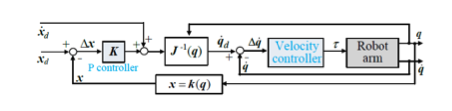 ẋd
xd
+
Δx
-
K
P controller
+
+
J⁻¹(q)
q̇d
+
Δq̇
-
q̇
Velocity
controller
τ
Robot
arm
q
q̇
x
x = k(q)